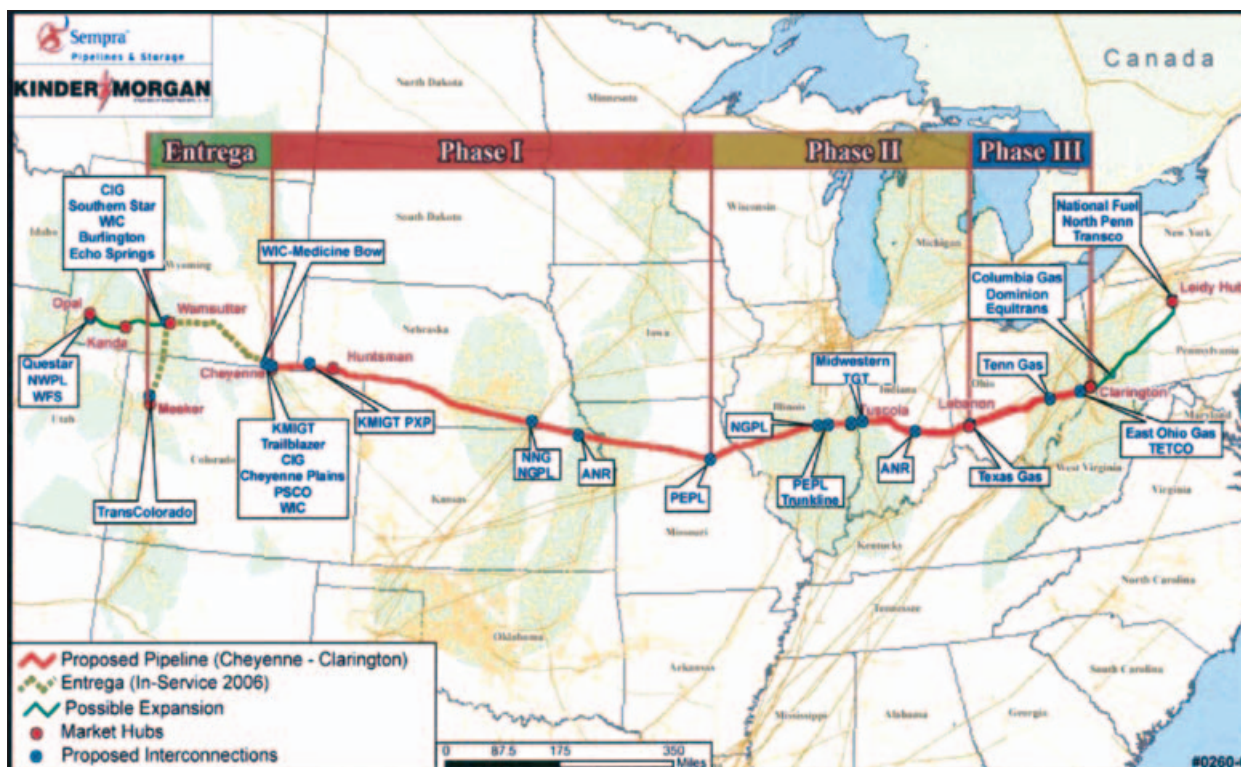 Sempra
Pipelines & Storage
KINDER MORGAN
Canada
North Dakota
Minnesota
Entrega
Phase I
Phase II
Phase III
CIG
Southern Star
WIC
Burlington
Echo Springs
Idaho
Wyoming
South Dakota
Wisconsin
Michigan
National Fuel
North Penn
Transco
New York
WIC-Medicine Bow
Columbia Gas
Dominion
Equitrans
Leidy Hub
Opal
Wamsutter
Kanda
Nebraska
Iowa
Questar
NWPL
WFS
Cheyenne
Huntsman
Midwestern
TGT
Indiana
Ohio
Tenn Gas
Pennsylvania
Utah
Meeker
KMIGT PXP
NGPL
Illinois
Tuscola
Lebanon
Clarington
Maryland
Colorado
KMIGT
Trailblazer
CIG
Cheyenne Plains
PSCO
WIC
NNG
NGPL
ANR
ANR
East Ohio Gas
TETCO
TransColorado
Kansas
PEPL
PEPL
Trunkline
Texas Gas
West Virginia
Virginia
Missouri
Kentucky
North Carolina
Tennessee
Oklahoma
Arkansas
South Carolina
Mississippi
Alabama
Georgia
Proposed Pipeline (Cheyenne - Clarington)
Entrega (In-Service 2006)
Possible Expansion
Market Hubs
Proposed Interconnections
0 87.5 175 350
Miles